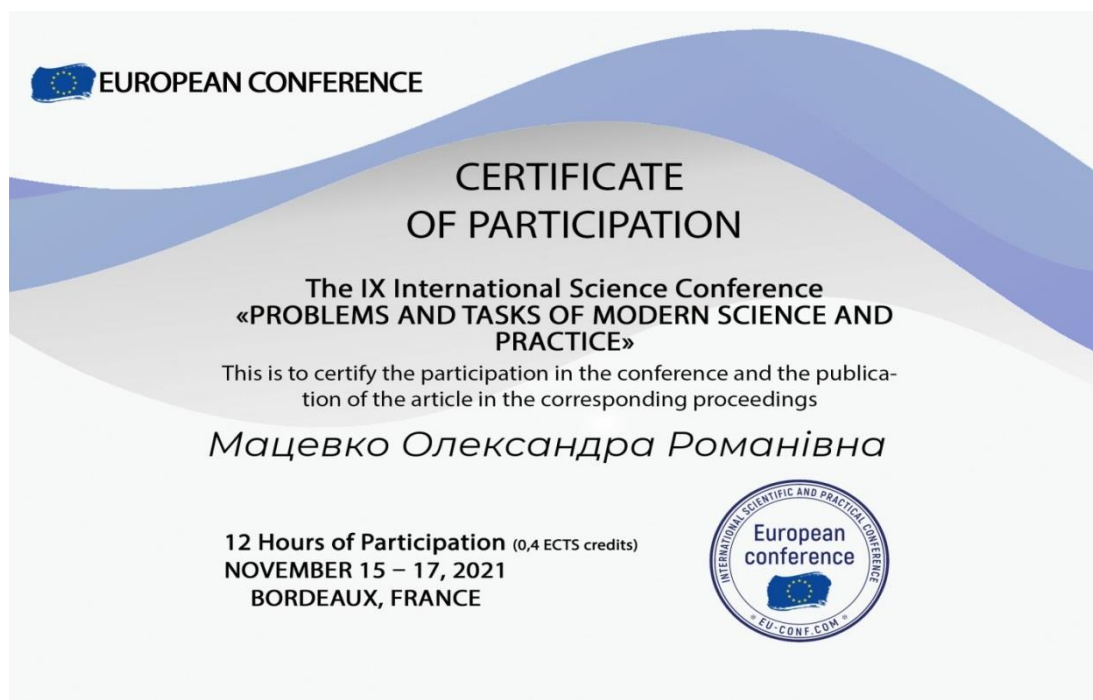 EUROPEAN CONFERENCE
CERTIFICATE
OF PARTICIPATION
The IX International Science Conference
«PROBLEMS AND TASKS OF MODERN SCIENCE AND
PRACTICE»
This is to certify the participation in the conference and the publica-
tion of the article in the corresponding proceedings
Мацевко Олександра Романівна
12 Hours of Participation (0,4 ECTS credits)
NOVEMBER 15 – 17, 2021
BORDEAUX, FRANCE
INTERNATIONAL SCIENTIFIC AND PRACTICAL CONFERENCE
European
conference
* EU-CONF.COM *